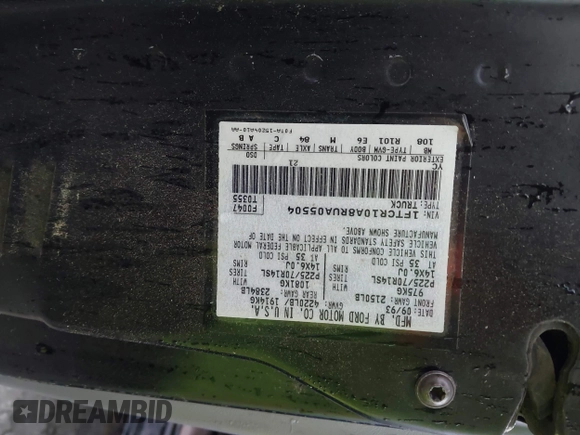 MFD. BY FORD MOTOR CO. IN U.S.A.
DATE: 09/93 GVWR: 4220LB/ 1914KG
FRONT GAWR: 2150LB REAR GAWR: 2384LB
975KG WITH 1081KG WITH
P225/70R14SL TIRES P225/70R14SL TIRES
14X6.0J RIMS 14X6.0J RIMS
AT 35 PSI COLD AT 35 PSI COLD
THIS VEHICLE CONFORMS TO ALL APPLICABLE FEDERAL MOTOR
VEHICLE SAFETY STANDARDS IN EFFECT ON THE DATE OF
MANUFACTURE SHOWN ABOVE.
VIN: 1FTCR10A8RUA05504 F0047
TYPE: TRUCK T0355
21
YC
EXTERIOR PAINT COLORS DSO
WB TYPE-GVW BODY TRANS AXLE TAPE SPRINGS
108 R101 E6 M 84 C A B
DREAMBID